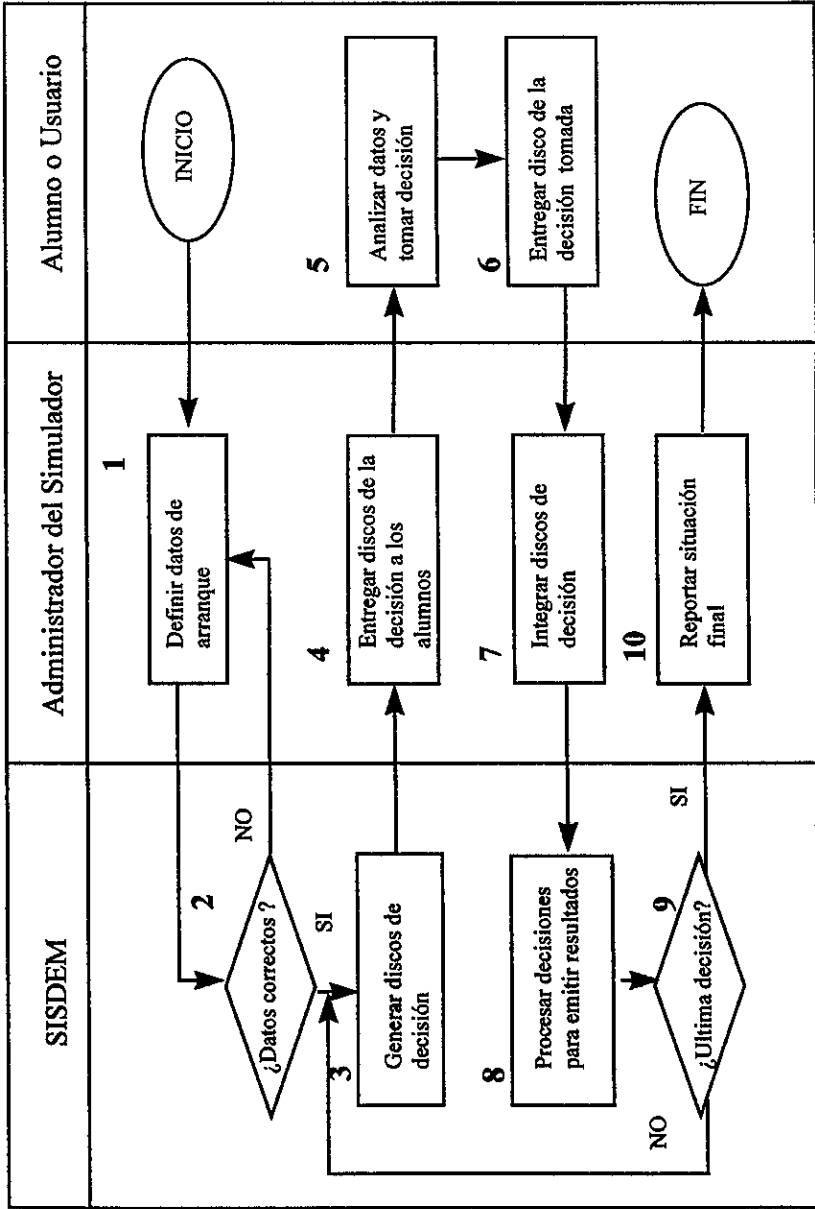 SISDEM
Administrador del Simulador
Alumno o Usuario
INICIO
1
Definir datos de
arranque
2
¿Datos correctos ?
NO
SI
3
Generar discos de
decisión
4
Entregar discos de la
decisión a los
alumnos
5
Analizar datos y
tomar decisión
6
Entregar disco de la
decisión tomada
7
Integrar discos de
decisión
8
Procesar decisiones
para emitir resultados
9
¿Ultima decisión?
NO
SI
10
Reportar situación
final
FIN